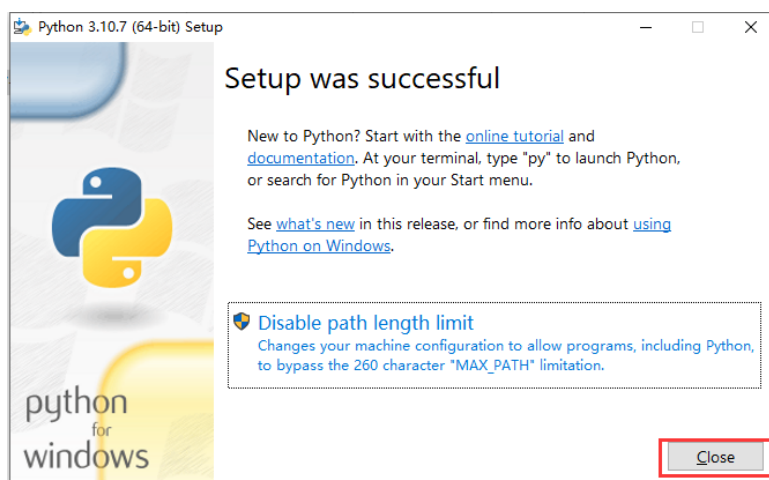 Python 3.10.7 (64-bit) Setup
Setup was successful
New to Python? Start with the online tutorial and
documentation. At your terminal, type "py" to launch Python,
or search for Python in your Start menu.
See what's new in this release, or find more info about using
Python on Windows.
Disable path length limit
Changes your machine configuration to allow programs, including Python,
to bypass the 260 character "MAX_PATH" limitation.
python
for
windows
Close